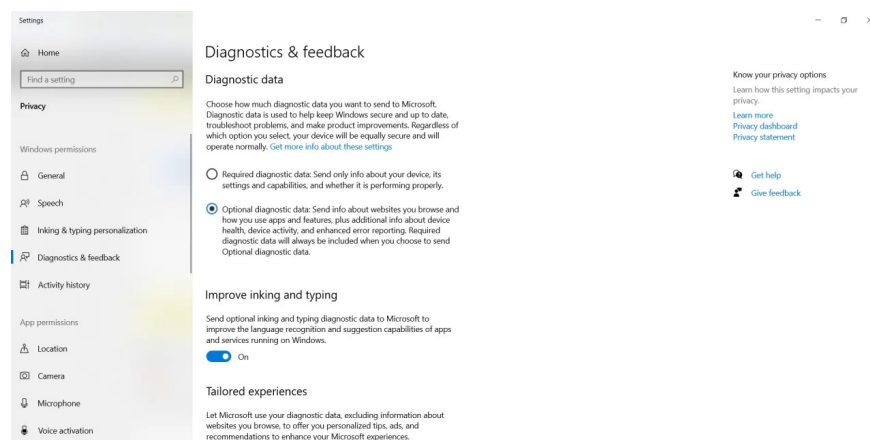 Settings
Home
Find a setting
Privacy
Windows permissions
General
Speech
Inking & typing personalization
Diagnostics & feedback
Activity history
App permissions
Location
Camera
Microphone
Voice activation
Diagnostics & feedback
Diagnostic data
Choose how much diagnostic data you want to send to Microsoft.
Diagnostic data is used to help keep Windows secure and up to date,
troubleshoot problems, and make product improvements. Regardless of
which option you select, your device will be equally secure and will
operate normally. Get more info about these settings
Required diagnostic data: Send only info about your device, its
settings and capabilities, and whether it is performing properly.
Optional diagnostic data: Send info about websites you browse and
how you use apps and features, plus additional info about device
health, device activity, and enhanced error reporting. Required
diagnostic data will always be included when you choose to send
Optional diagnostic data.
Improve inking and typing
Send optional inking and typing diagnostic data to Microsoft to
improve the language recognition and suggestion capabilities of apps
and services running on Windows.
On
Tailored experiences
Let Microsoft use your diagnostic data, excluding information about
websites you browse, to offer you personalized tips, ads, and
recommendations to enhance your Microsoft experiences.
Know your privacy options
Learn how this setting impacts your
privacy.
Learn more
Privacy dashboard
Privacy statement
Get help
Give feedback